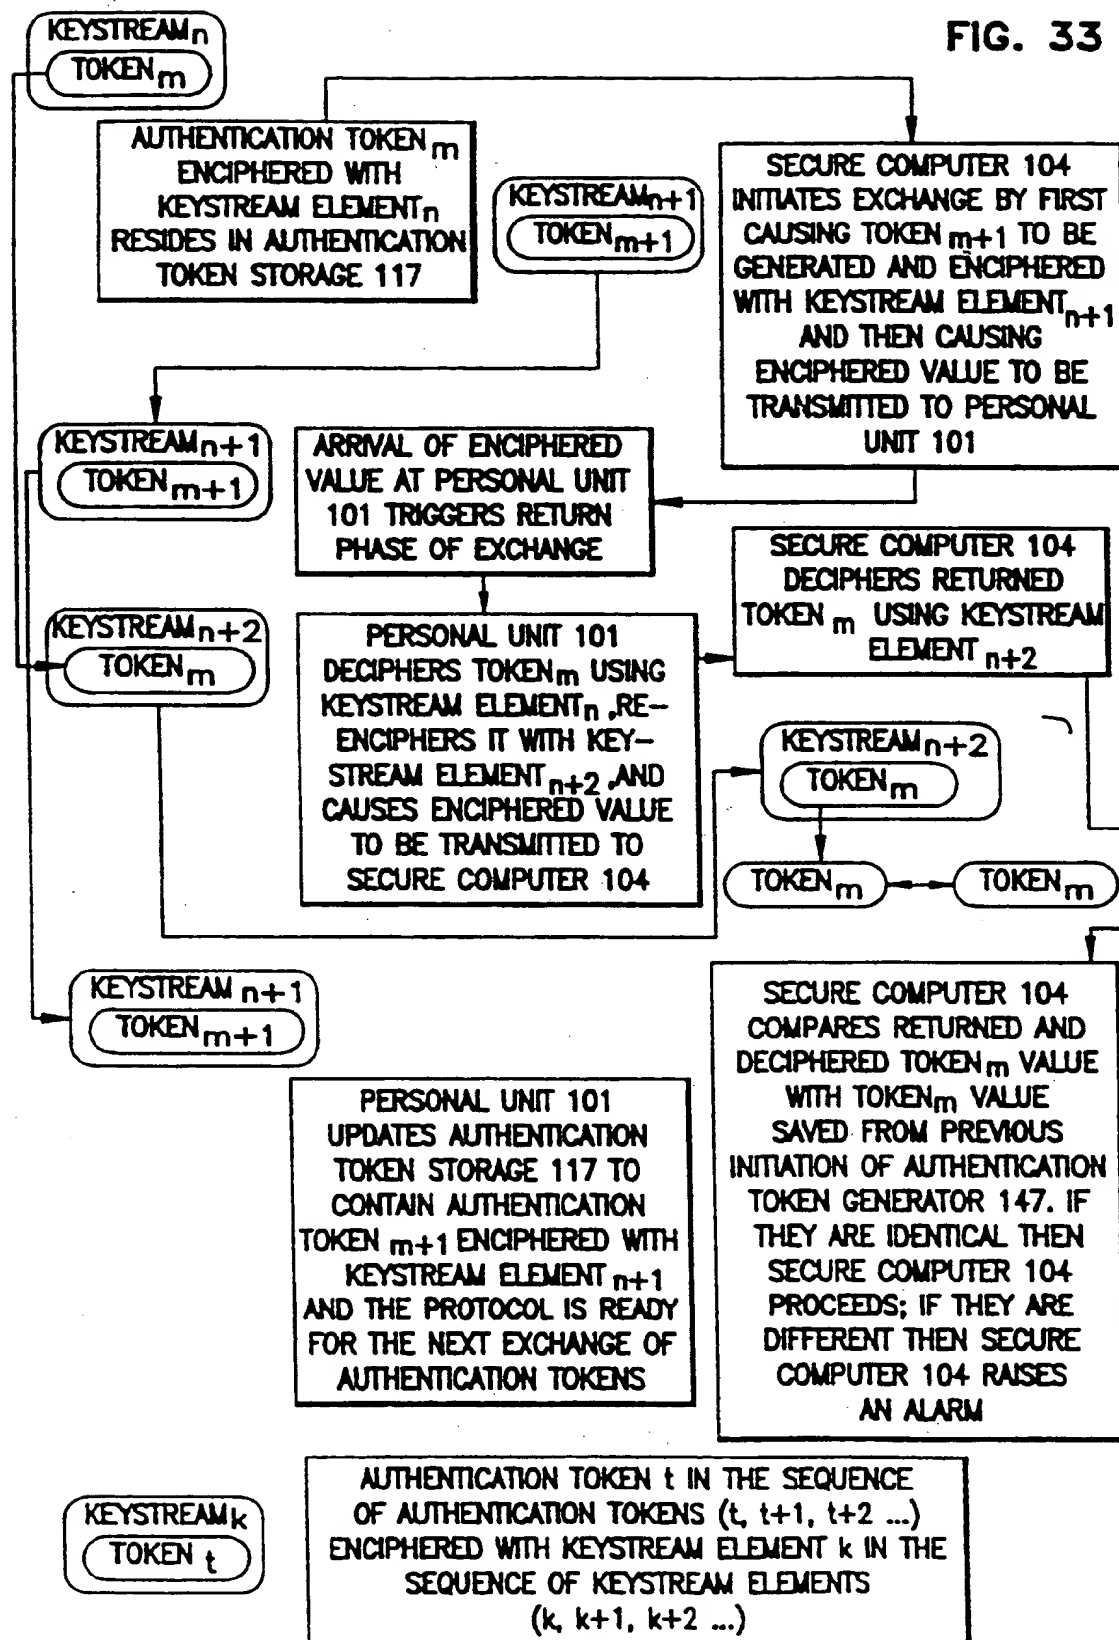 FIG. 33
KEYSTREAMn
TOKENm
AUTHENTICATION TOKENm
ENCIPHERED WITH
KEYSTREAM ELEMENTn
RESIDES IN AUTHENTICATION
TOKEN STORAGE 117
KEYSTREAMn+1
TOKENm+1
SECURE COMPUTER 104
INITIATES EXCHANGE BY FIRST
CAUSING TOKENm+1 TO BE
GENERATED AND ENCIPHERED
WITH KEYSTREAM ELEMENTn+1
AND THEN CAUSING
ENCIPHERED VALUE TO BE
TRANSMITTED TO PERSONAL
UNIT 101
KEYSTREAMn+1
TOKENm+1
ARRIVAL OF ENCIPHERED
VALUE AT PERSONAL UNIT
101 TRIGGERS RETURN
PHASE OF EXCHANGE
SECURE COMPUTER 104
DECIPHERS RETURNED
TOKENm USING KEYSTREAM
ELEMENTn+2
KEYSTREAMn+2
TOKENm
PERSONAL UNIT 101
DECIPHERS TOKENm USING
KEYSTREAM ELEMENTn,RE-
ENCIPHERS IT WITH KEY-
STREAM ELEMENTn+2,AND
CAUSES ENCIPHERED VALUE
TO BE TRANSMITTED TO
SECURE COMPUTER 104
KEYSTREAMn+2
TOKENm
TOKENm
TOKENm
KEYSTREAMn+1
TOKENm+1
SECURE COMPUTER 104
COMPARES RETURNED AND
DECIPHERED TOKENm VALUE
WITH TOKENm VALUE
SAVED FROM PREVIOUS
INITIATION OF AUTHENTICATION
TOKEN GENERATOR 147. IF
THEY ARE IDENTICAL THEN
SECURE COMPUTER 104
PROCEEDS; IF THEY ARE
DIFFERENT THEN SECURE
COMPUTER 104 RAISES
AN ALARM
PERSONAL UNIT 101
UPDATES AUTHENTICATION
TOKEN STORAGE 117 TO
CONTAIN AUTHENTICATION
TOKENm+1 ENCIPHERED WITH
KEYSTREAM ELEMENTn+1
AND THE PROTOCOL IS READY
FOR THE NEXT EXCHANGE OF
AUTHENTICATION TOKENS
KEYSTREAMk
TOKEN t
AUTHENTICATION TOKEN t IN THE SEQUENCE
OF AUTHENTICATION TOKENS (t, t+1, t+2 ...)
ENCIPHERED WITH KEYSTREAM ELEMENT k IN THE
SEQUENCE OF KEYSTREAM ELEMENTS
(k, k+1, k+2 ...)